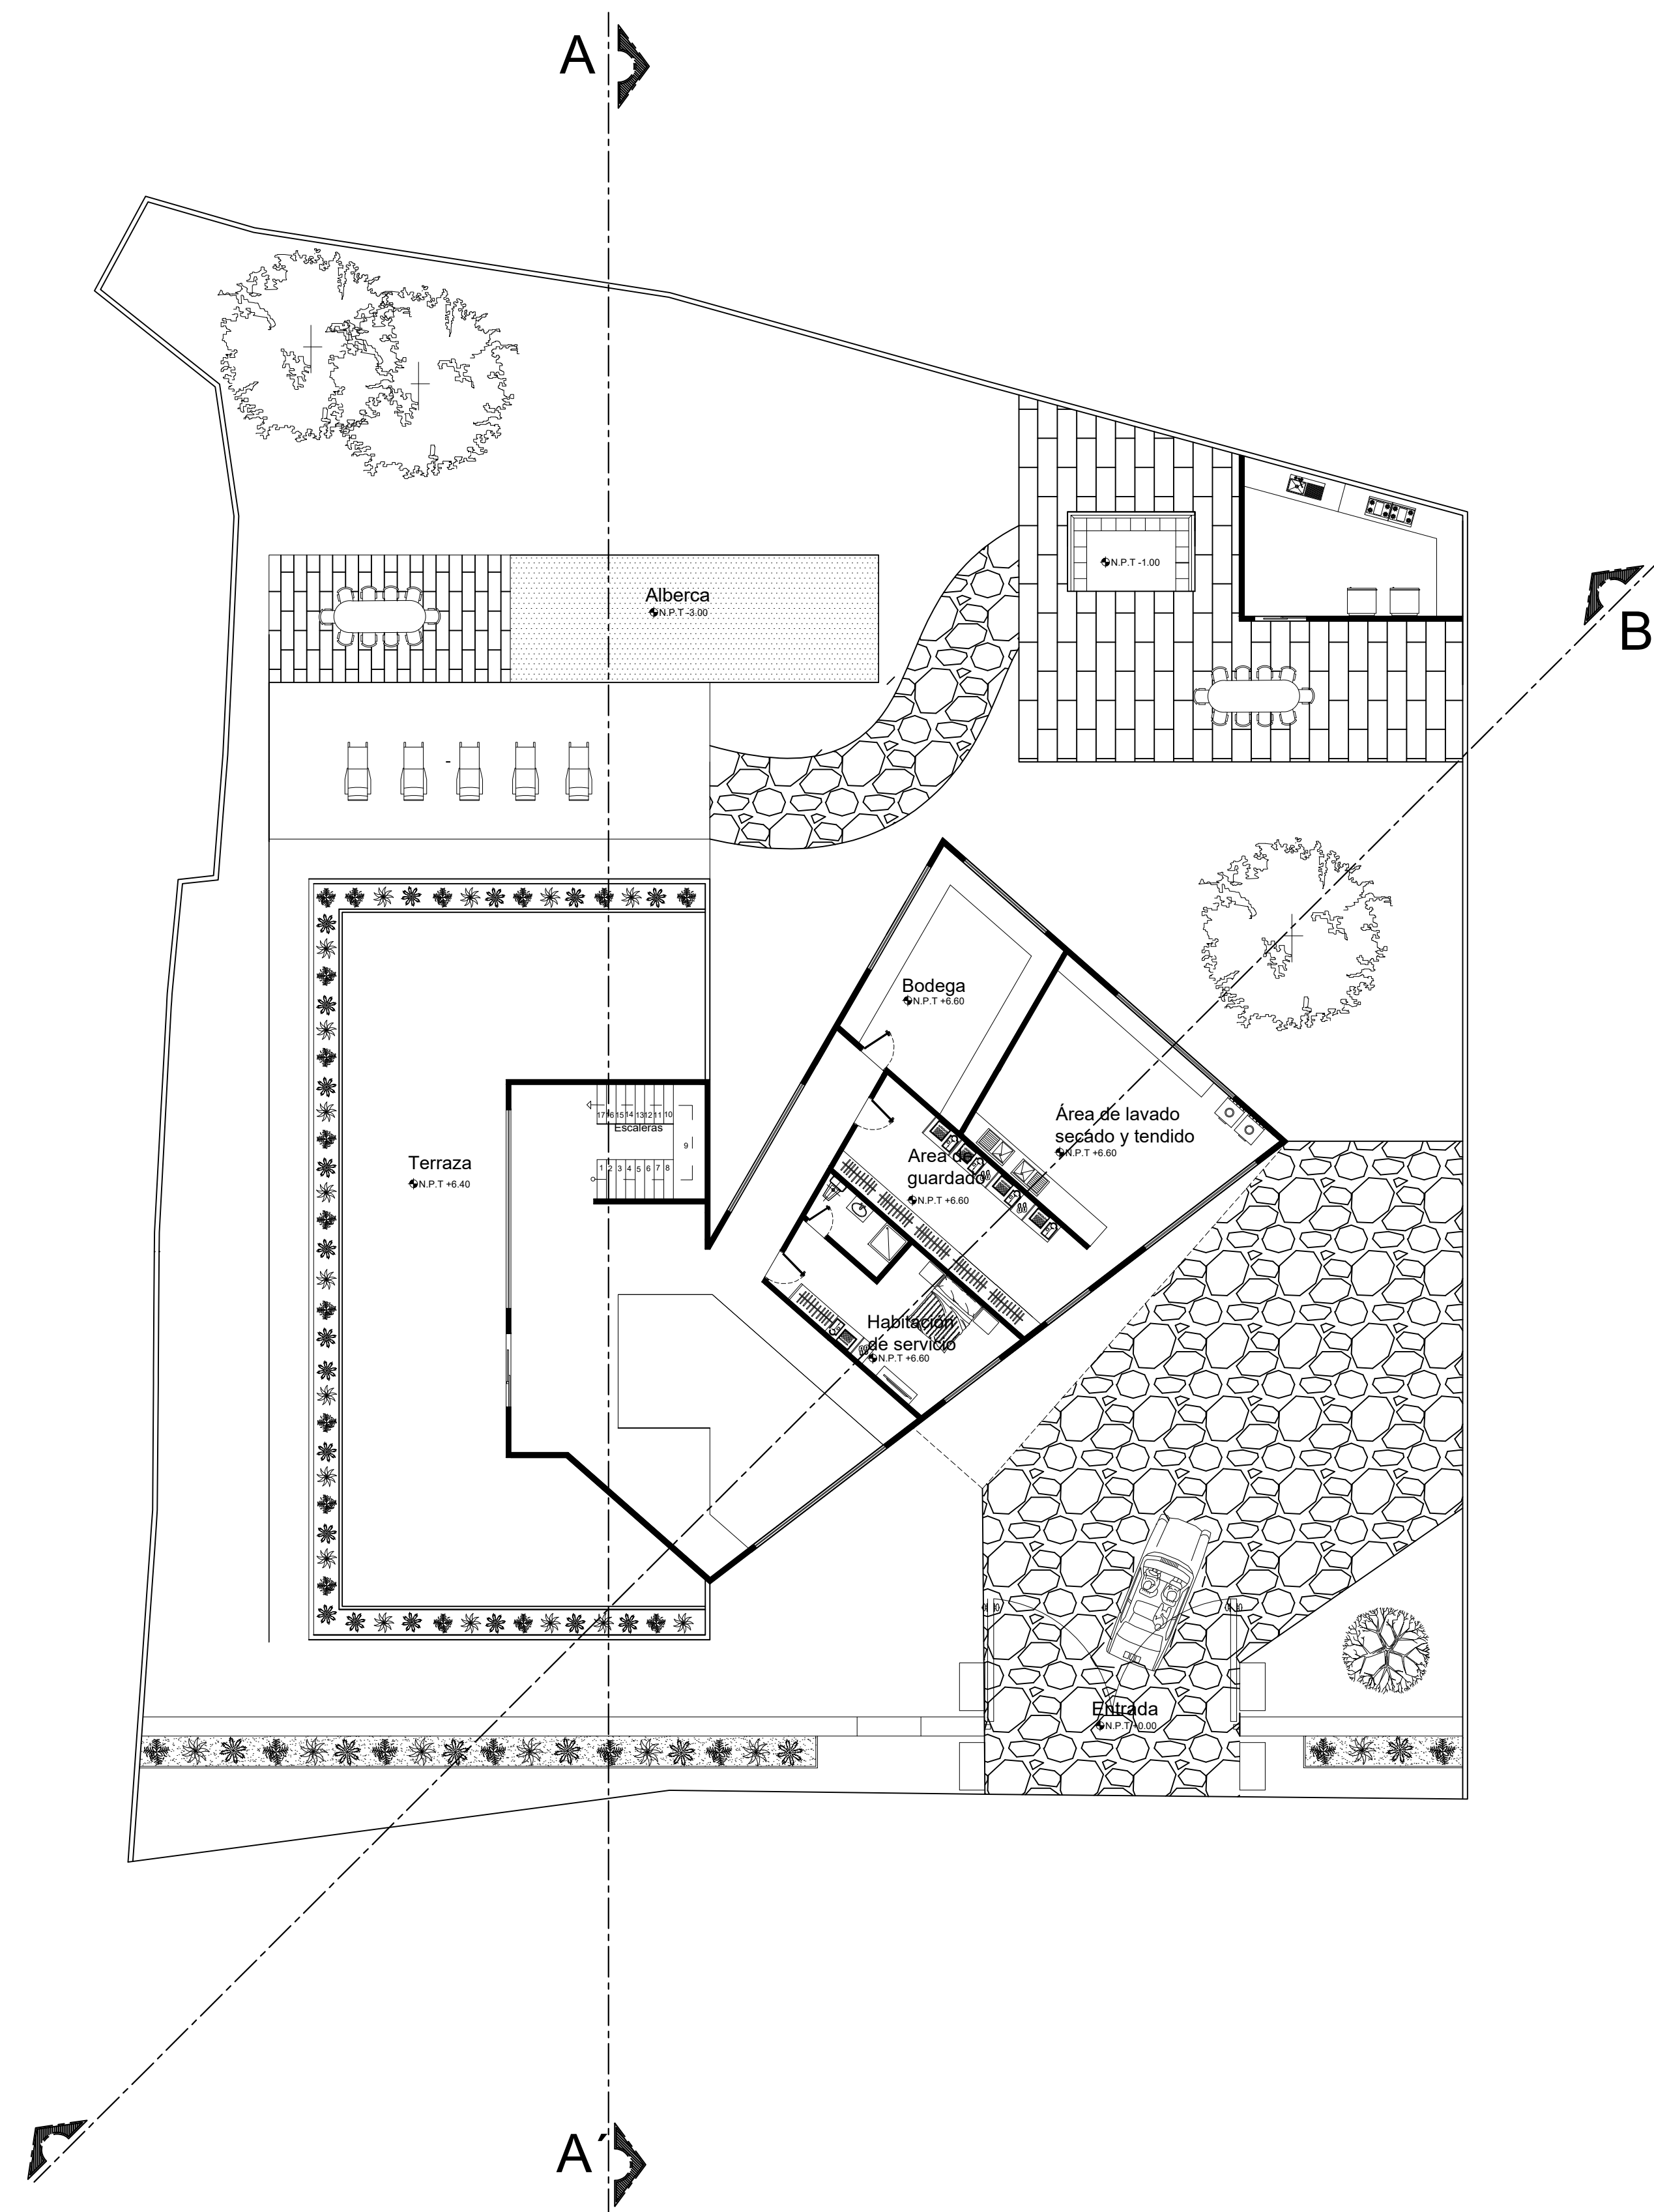 A
Alberca
N.P.T -3.00
N.P.T -1.00
B
Bodega
N.P.T +6.60
Área de lavado
secado y tendido
N.P.T +6.60
Area de
guardado
N.P.T +6.60
17 16 15 14 13 12 11 10
Escaleras
9
1 2 3 4 5 6 7 8
Terraza
N.P.T +6.40
Habitación
de servicio
N.P.T +6.60
Entrada
N.P.T +0.00
A´